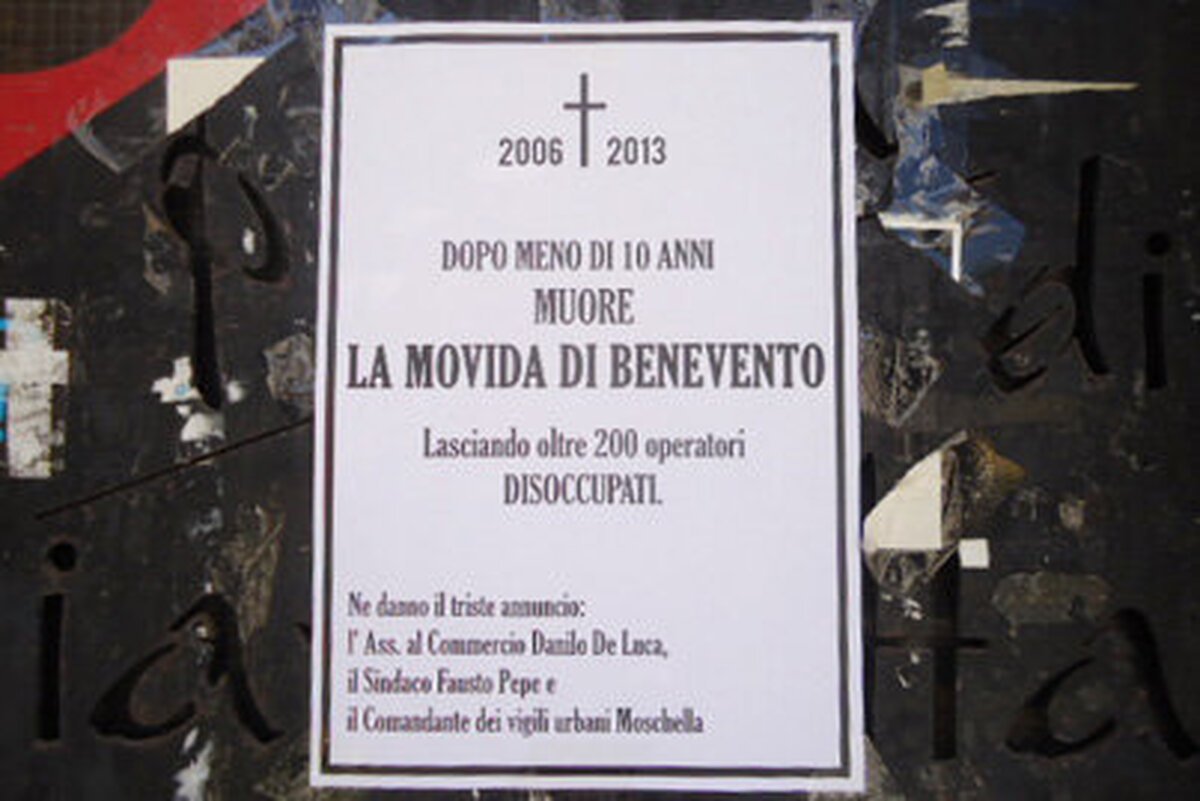 2006 2013
DOPO MENO DI 10 ANNI
MUORE
LA MOVIDA DI BENEVENTO
Lasciando oltre 200 operatori
DISOCCUPATI.
Ne danno il triste annuncio:
l' Ass. al Commercio Danilo De Luca,
il Sindaco Fausto Pepe e
il Comandante dei vigili urbani Moschella
di